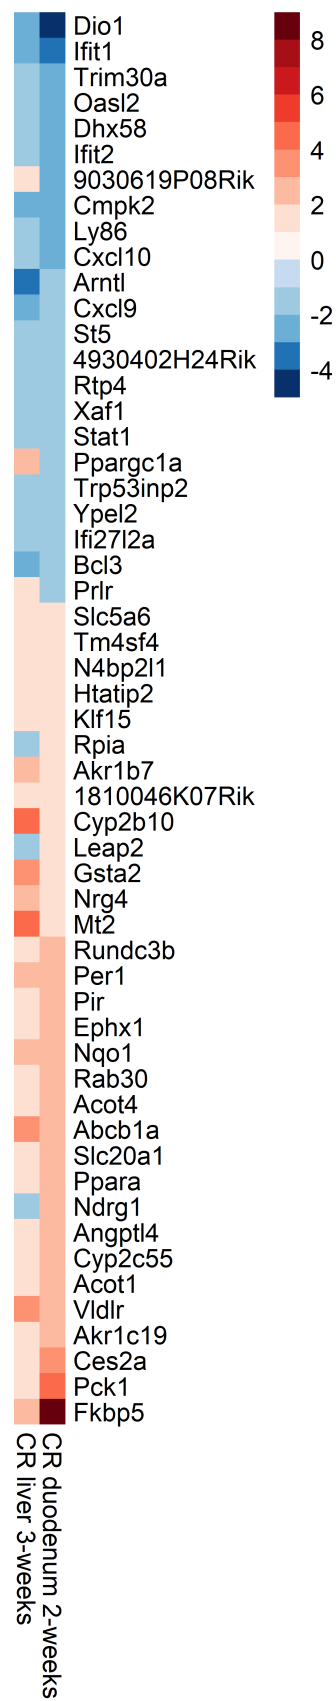 Dio1
Ifit1
Trim30a
Oasl2
Dhx58
Ifit2
9030619P08Rik
Cmpk2
Ly86
Cxcl10
Arntl
Cxcl9
St5
4930402H24Rik
Rtp4
Xaf1
Stat1
Ppargc1a
Trp53inp2
Ypel2
Ifi27l2a
Bcl3
Prlr
Slc5a6
Tm4sf4
N4bp2l1
Htatip2
Klf15
Rpia
Akr1b7
1810046K07Rik
Cyp2b10
Leap2
Gsta2
Nrg4
Mt2
Rundc3b
Per1
Pir
Ephx1
Nqo1
Rab30
Acot4
Abcb1a
Slc20a1
Ppara
Ndrg1
Angptl4
Cyp2c55
Acot1
Vldlr
Akr1c19
Ces2a
Pck1
Fkbp5
8
6
4
2
0
-2
-4
CR liver 3-weeks
CR duodenum 2-weeks